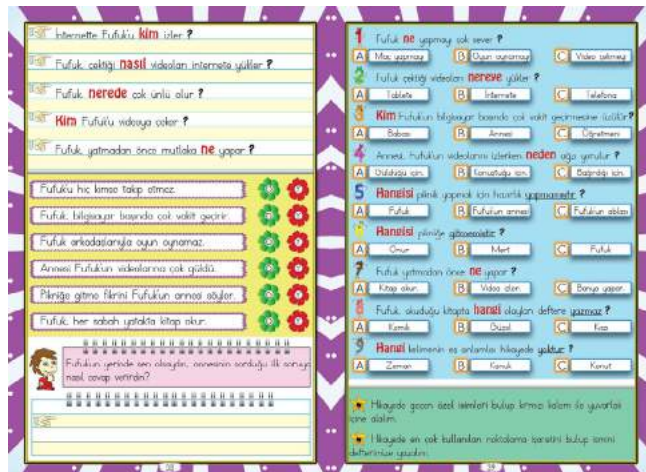 İnternette Fufuk'u kim izler ?
Fufuk, çektiği nasıl videoları internete yükler ?
Fufuk nerede çok ünlü olur ?
Kim Fufuk'u videoya çeker ?
Fufuk, yatmadan önce mutlaka ne yapar ?
Fufuk'u hiç kimse takip etmez.
Fufuk, bilgisayar başında çok vakit geçirir.
Fufuk arkadaşlarıyla oyun oynamaz.
Annesi Fufuk'un videolarına çok güldü.
Pikniğe gitme fikrini Fufuk'un annesi söyler.
Fufuk, her sabah yatakta kitap okur.
Fufuk'un yerinde sen olsaydın, annesinin sorduğu ilk soruya
nasıl cevap verirdin?
1 Fufuk ne yapmayı çok sever ?
A Maç yapmayı B Oyun oynamayı C Video çekmeyi
2 Fufuk çektiği videoları nereye yükler ?
A Tablete B İnternete C Telefona
3 Kim Fufuk'un bilgisayar başında çok vakit geçirmesine üzülür?
A Babası B Annesi C Öğretmeni
4 Annesi, Fufuk'un videolarını izlerken neden ağzı yorulur ?
A Güldüğü için. B Konuştuğu için. C Bağırdığı için.
5 Hangisi piknik yapmak için hazırlık yapmamıştır ?
A Fufuk B Fufuk'un annesi C Fufuk'un ablası
6 Hangisi pikniğe gitmemiştir ?
A Onur B Mert C Fufuk
7 Fufuk yatmadan önce ne yapar ?
A Kitap okur. B Video izler. C Banyo yapar.
8 Fufuk, okuduğu kitapta hangi olayları deftere yazmaz ?
A Komik B Güzel C
9 Hangi kelimenin eş anlamlısı hikayede yoktur ?
A Zaman B Konuk C Konut
Hikayede geçen özel isimleri bulup kırmızı kalem ile yuvarlak
içine alalım.
Hikayede en çok kullanılan noktalama işaretini bulup ismini
defterimize yazalım.